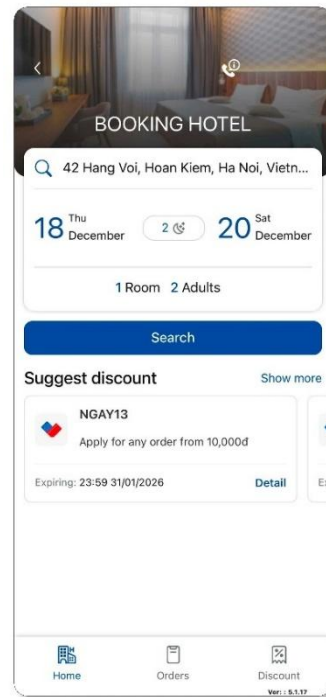 BOOKING HOTEL
42 Hang Voi, Hoan Kiem, Ha Noi, Vietn...
18 Thu December 2 20 Sat December
1 Room 2 Adults
Search
Suggest discount Show more
NGAY13
Apply for any order from 10,000đ
Expiring: 23:59 31/01/2026 Detail
Home Orders Discount
Ver: : 5.1.17